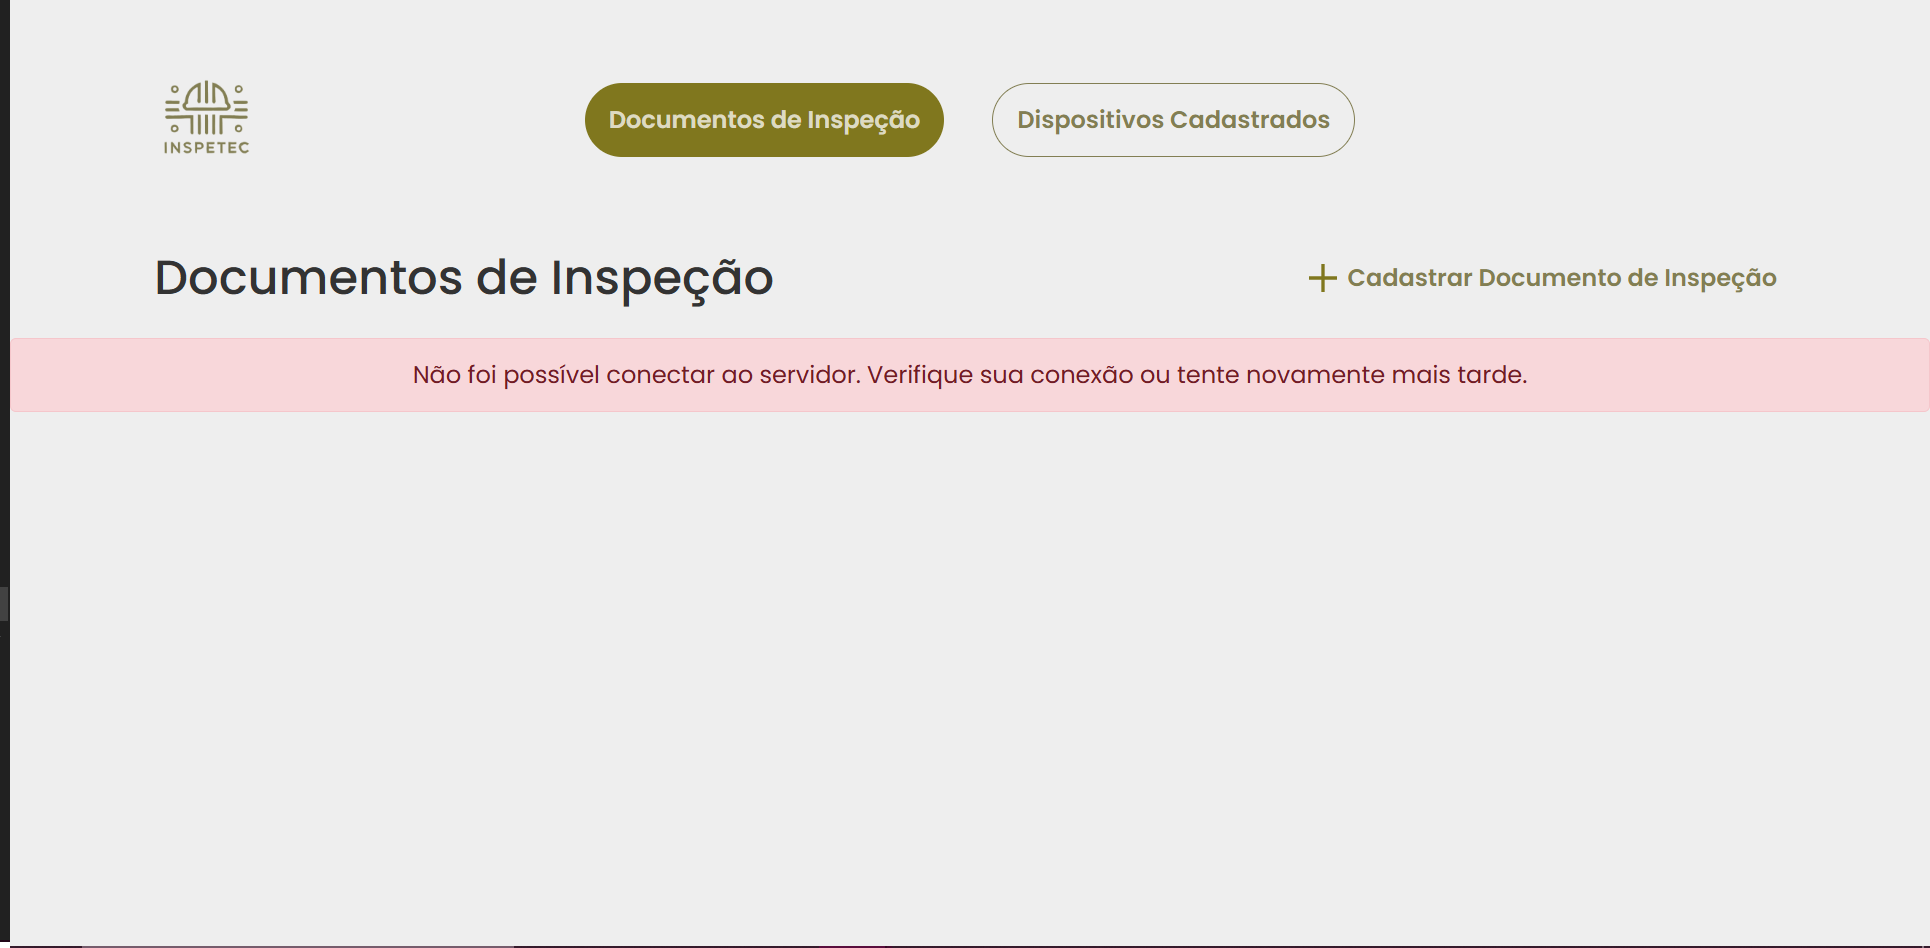 INSPETEC
Documentos de Inspeção
Dispositivos Cadastrados
Documentos de Inspeção
Cadastrar Documento de Inspeção
Não foi possível conectar ao servidor. Verifique sua conexão ou tente novamente mais tarde.